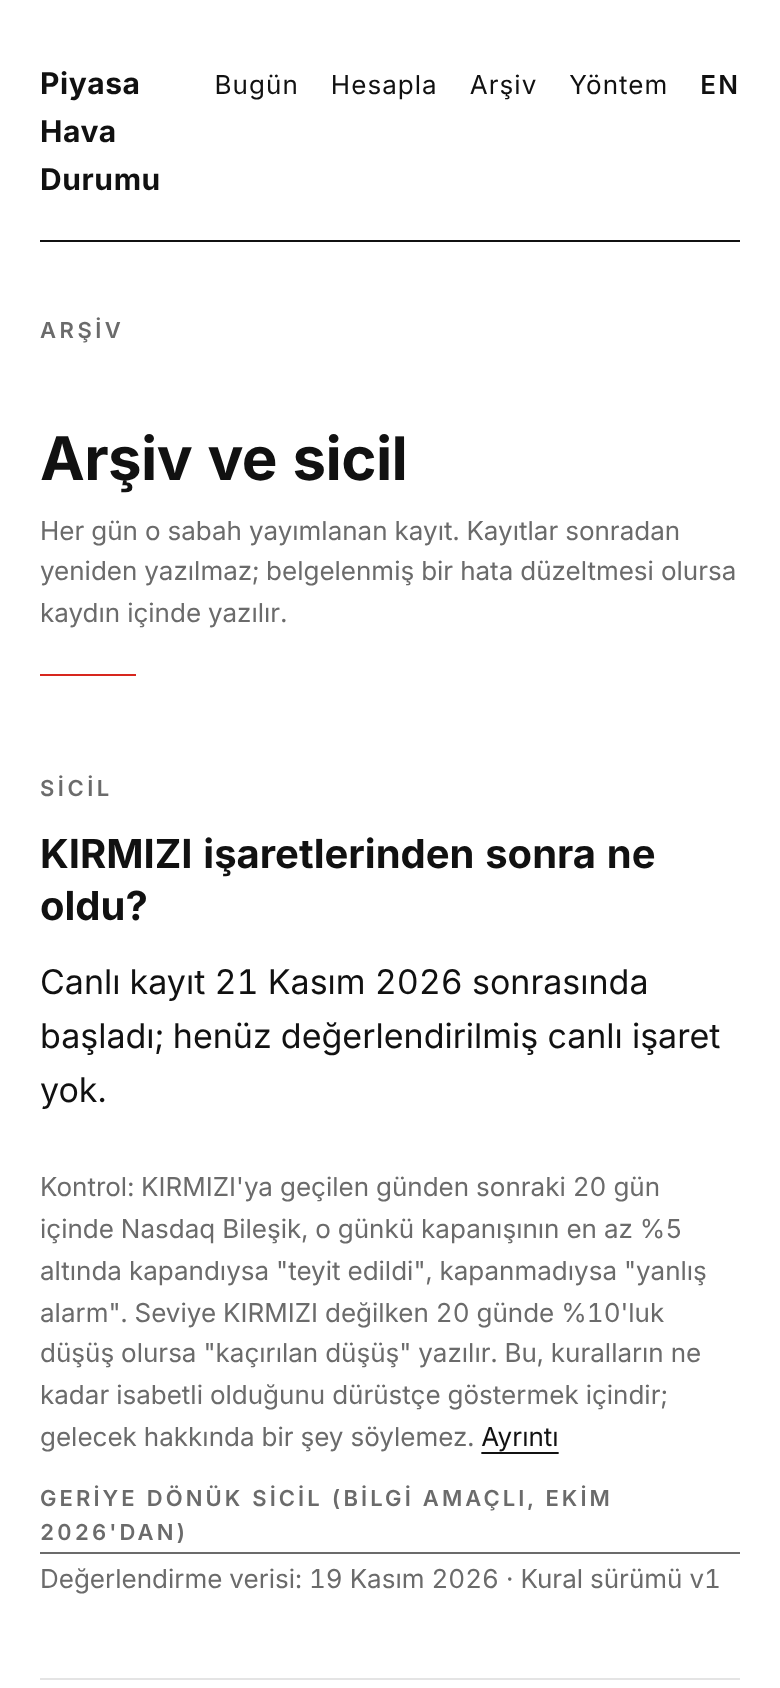 Piyasa Hava Durumu
Bugün Hesapla Arşiv Yöntem EN
ARŞİV
Arşiv ve sicil
Her gün o sabah yayımlanan kayıt. Kayıtlar sonradan
yeniden yazılmaz; belgelenmiş bir hata düzeltmesi olursa
kaydın içinde yazılır.
SİCİL
KIRMIZI işaretlerinden sonra ne
oldu?
Canlı kayıt 21 Kasım 2026 sonrasında
başladı; henüz değerlendirilmiş canlı işaret
yok.
Kontrol: KIRMIZI'ya geçilen günden sonraki 20 gün
içinde Nasdaq Bileşik, o günkü kapanışının en az %5
altında kapandıysa "teyit edildi", kapanmadıysa "yanlış
alarm". Seviye KIRMIZI değilken 20 günde %10'luk
düşüş olursa "kaçırılan düşüş" yazılır. Bu, kuralların ne
kadar isabetli olduğunu dürüstçe göstermek içindir;
gelecek hakkında bir şey söylemez. Ayrıntı
GERİYE DÖNÜK SİCİL (BİLGİ AMAÇLI, EKİM
2026'DAN)
Değerlendirme verisi: 19 Kasım 2026 · Kural sürümü v1